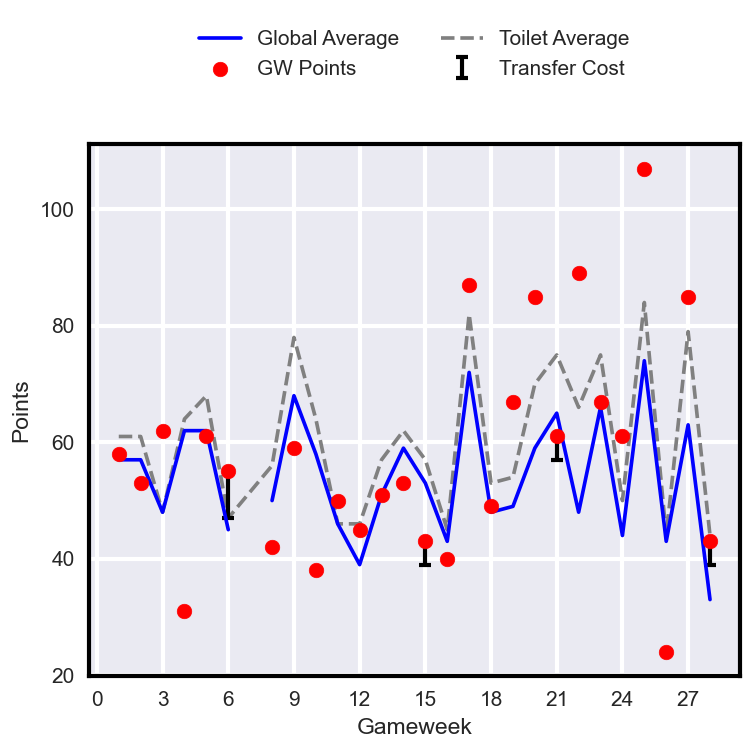 Global Average
Toilet Average
GW Points
Transfer Cost
100
80
60
40
20
Points
0 3 6 9 12 15 18 21 24 27
Gameweek